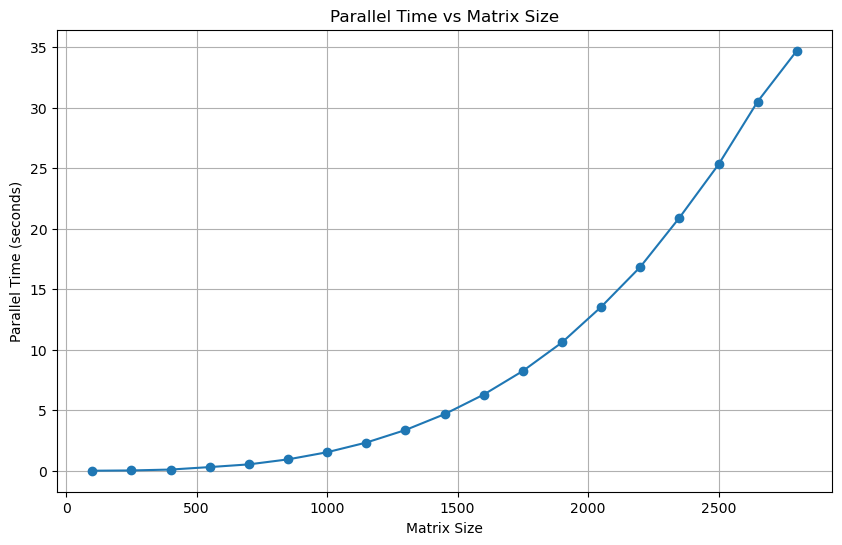 Parallel Time vs Matrix Size
35
30
25
20
15
10
5
0
Parallel Time (seconds)
0 500 1000 1500 2000 2500
Matrix Size